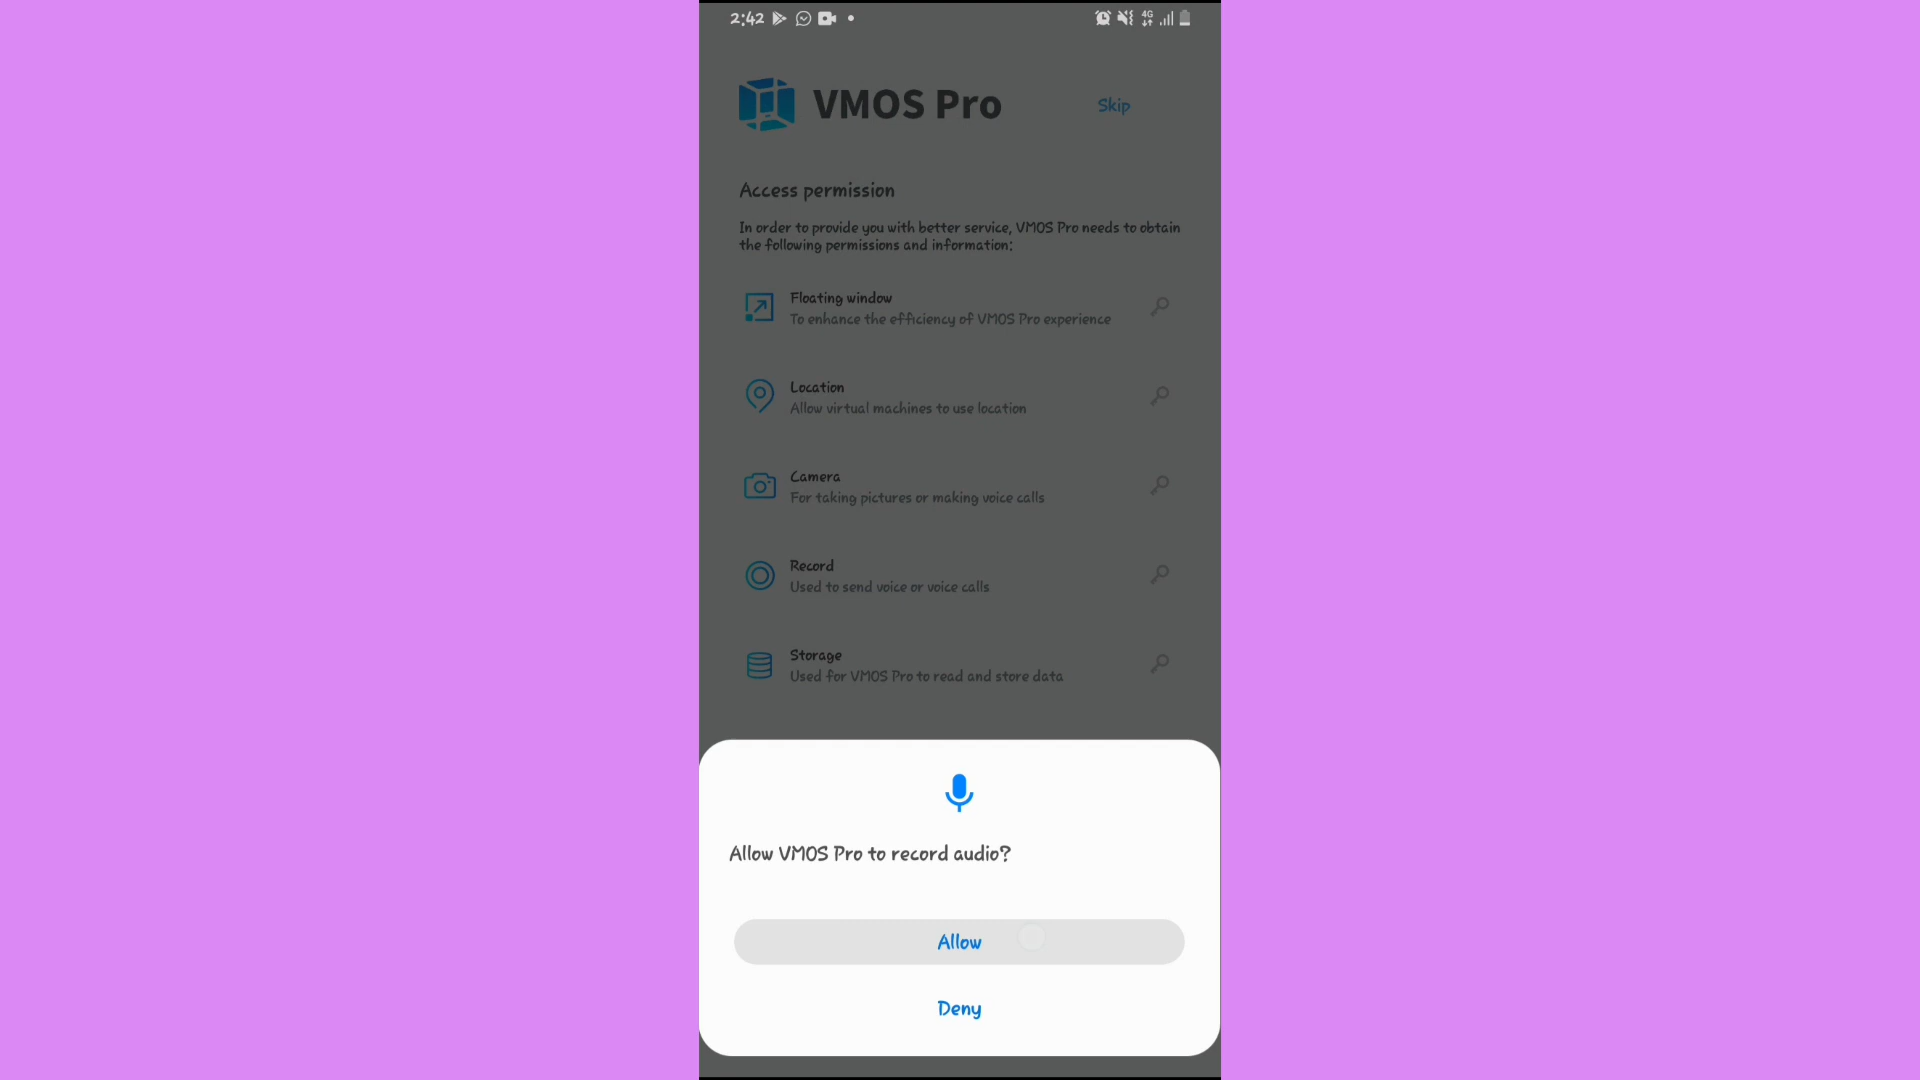 2:42
4G
VMOS Pro
Skip
Access permission
In order to provide you with better service, VMOS Pro needs to obtain
the following permissions and information:
Floating window
To enhance the efficiency of VMOS Pro experience
Location
Allow virtual machines to use location
Camera
For taking pictures or making voice calls
Record
Used to send voice or voice calls
Storage
Used for VMOS Pro to read and store data
Allow VMOS Pro to record audio?
Allow
Deny